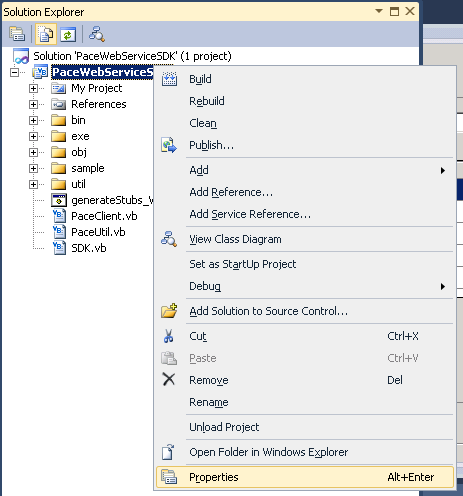 Solution Explorer
Solution 'PaceWebServiceSDK' (1 project)
PaceWebServiceS
My Project
References
bin
exe
obj
sample
util
generateStubs_V
PaceClient.vb
PaceUtil.vb
SDK.vb
Build
Rebuild
Clean
Publish...
Add
Add Reference...
Add Service Reference...
View Class Diagram
Set as StartUp Project
Debug
Add Solution to Source Control...
Cut Ctrl+X
Paste Ctrl+V
Remove Del
Rename
Unload Project
Open Folder in Windows Explorer
Properties Alt+Enter